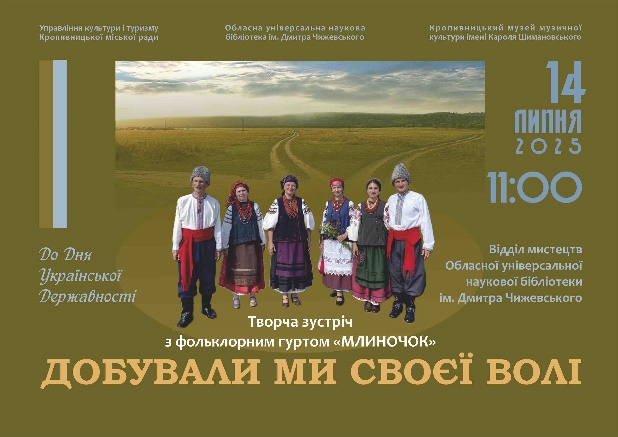 Управління культури і туризму
Кропивницької міської ради
Обласна універсальна наукова
бібліотека ім. Дмитра Чижевського
Кропивницький музей музичної
культури імені Кароля Шимановського
14
ЛИПНЯ
2025
11:00
До Дня
Української
Державності
Відділ мистецтв
Обласної універсальної
наукової бібліотеки
ім. Дмитра Чижевського
Творча зустріч
з фольклорним гуртом «МЛИНОЧОК»
ДОБУВАЛИ МИ СВОЄЇ ВОЛІ